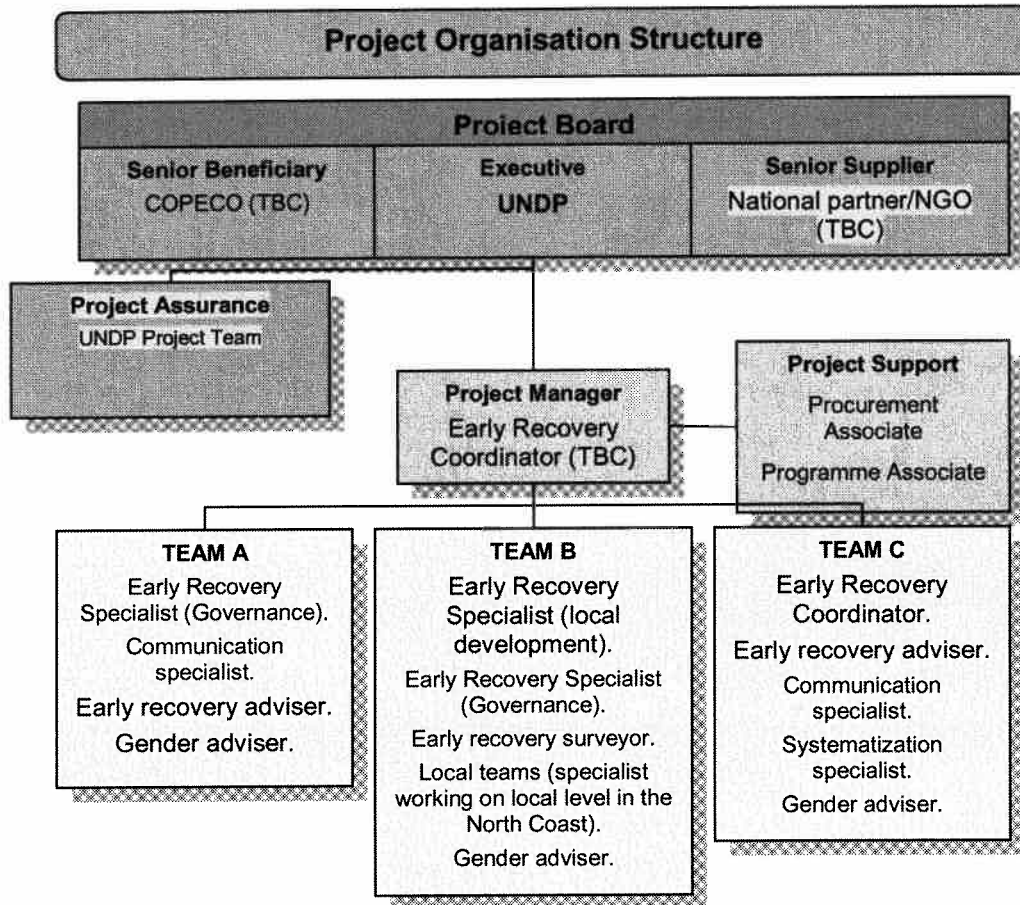 Project Organisation Structure
Project Board
Senior Beneficiary
COPECO (TBC)
Executive
UNDP
Senior Supplier
National partner/NGO
(TBC)
Project Assurance
UNDP Project Team
Project Manager
Early Recovery
Coordinator (TBC)
Project Support
Procurement
Associate
Programme Associate
TEAM A
Early Recovery
Specialist (Governance).
Communication
specialist.
Early recovery adviser.
Gender adviser.
TEAM B
Early Recovery
Specialist (local
development).
Early Recovery Specialist
(Governance).
Early recovery surveyor.
Local teams (specialist
working on local level in the
North Coast).
Gender adviser.
TEAM C
Early Recovery
Coordinator.
Early recovery adviser.
Communication
specialist.
Systematization
specialist.
Gender adviser.